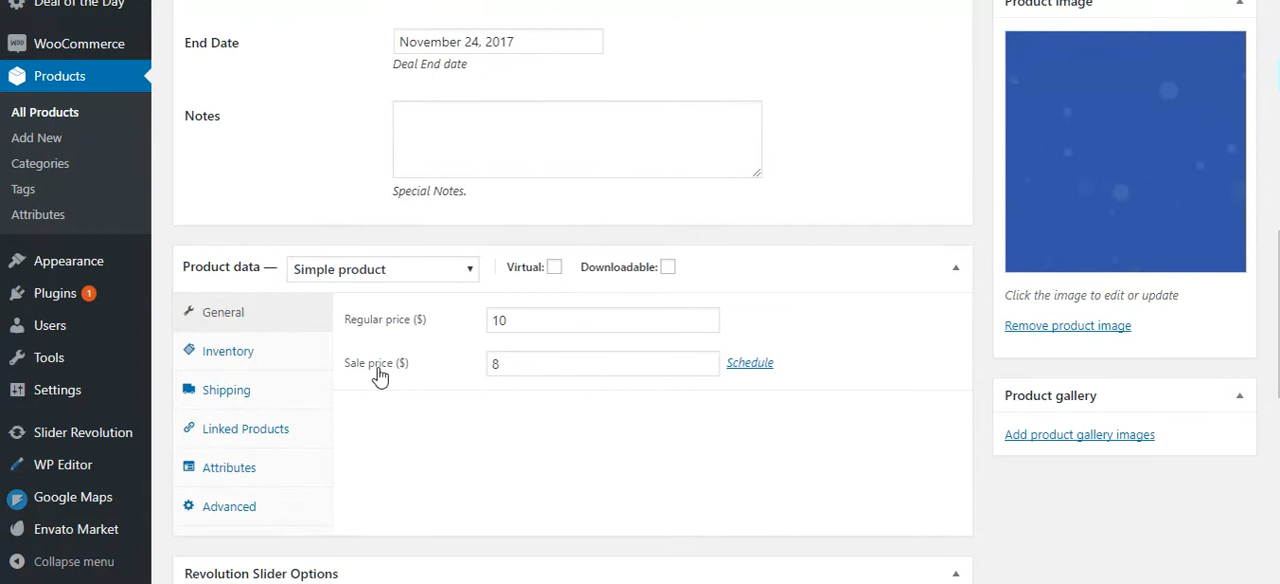 Deal of the Day
WooCommerce
Products
All Products
Add New
Categories
Tags
Attributes
Appearance
Plugins 1
Users
Tools
Settings
Slider Revolution
WP Editor
Google Maps
Envato Market
Collapse menu
End Date
November 24, 2017
Deal End date
Notes
Special Notes.
Product data —
Simple product
Virtual:
Downloadable:
General
Inventory
Shipping
Linked Products
Attributes
Advanced
Regular price ($)
10
Sale price ($)
8
Schedule
Revolution Slider Options
Product image
Click the image to edit or update
Remove product image
Product gallery
Add product gallery images